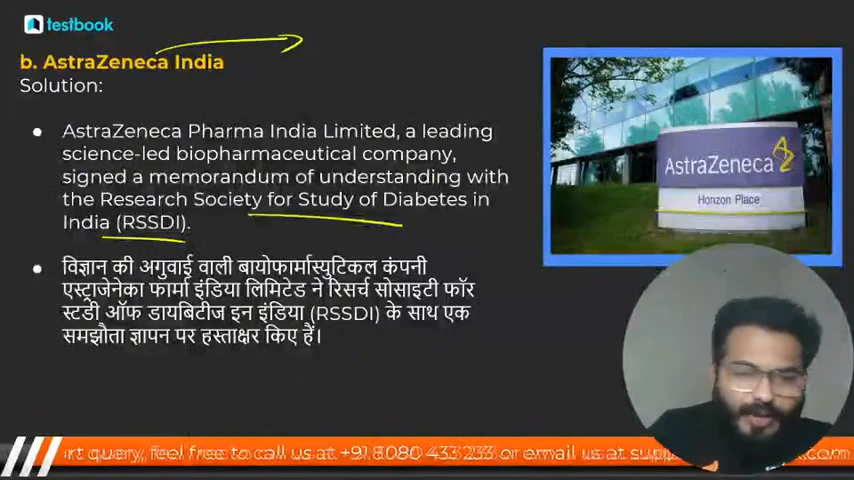 testbook
b. AstraZeneca India
Solution:
AstraZeneca Pharma India Limited, a leading
science-led biopharmaceutical company,
signed a memorandum of understanding with
the Research Society for Study of Diabetes in
India (RSSDI).
विज्ञान की अगुवाई वाली बायोफार्मास्युटिकल कंपनी
एस्ट्राजेनेका फार्मा इंडिया लिमिटेड ने रिसर्च सोसाइटी फॉर
स्टडी ऑफ डायबिटीज इन इंडिया (RSSDI) के साथ एक
समझौता ज्ञापन पर हस्ताक्षर किए हैं।
AstraZeneca
Horizon Place
rt query, feel free to call us at +91 8080 433 233 or email us at